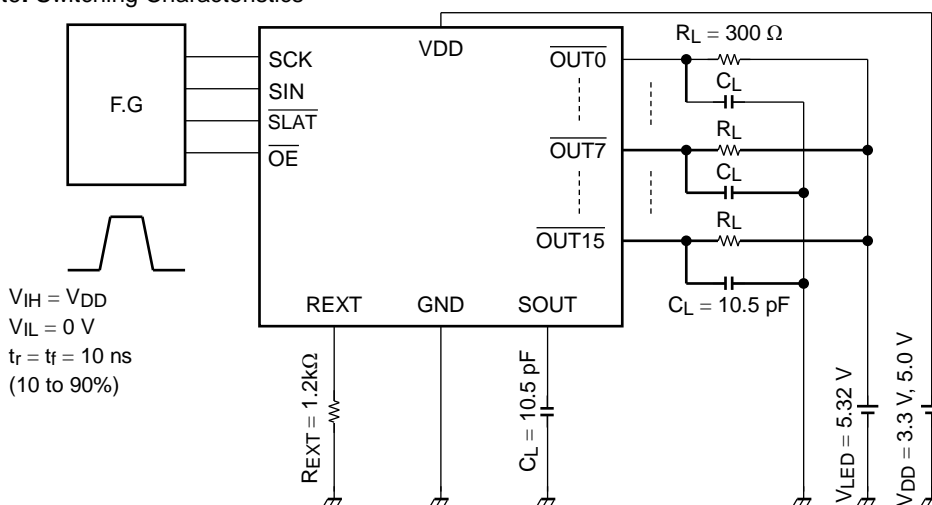 Switching Characteristics
F.G
SCK
SIN
SLAT
OE
VDD
OUT0
OUT7
OUT15
REXT
GND
SOUT
RL = 300 Ω
CL
RL
CL
RL
CL = 10.5 pF
VIH = VDD
VIL = 0 V
tr = tf = 10 ns
(10 to 90%)
REXT = 1.2kΩ
CL = 10.5 pF
VLED = 5.32 V
VDD = 3.3 V, 5.0 V